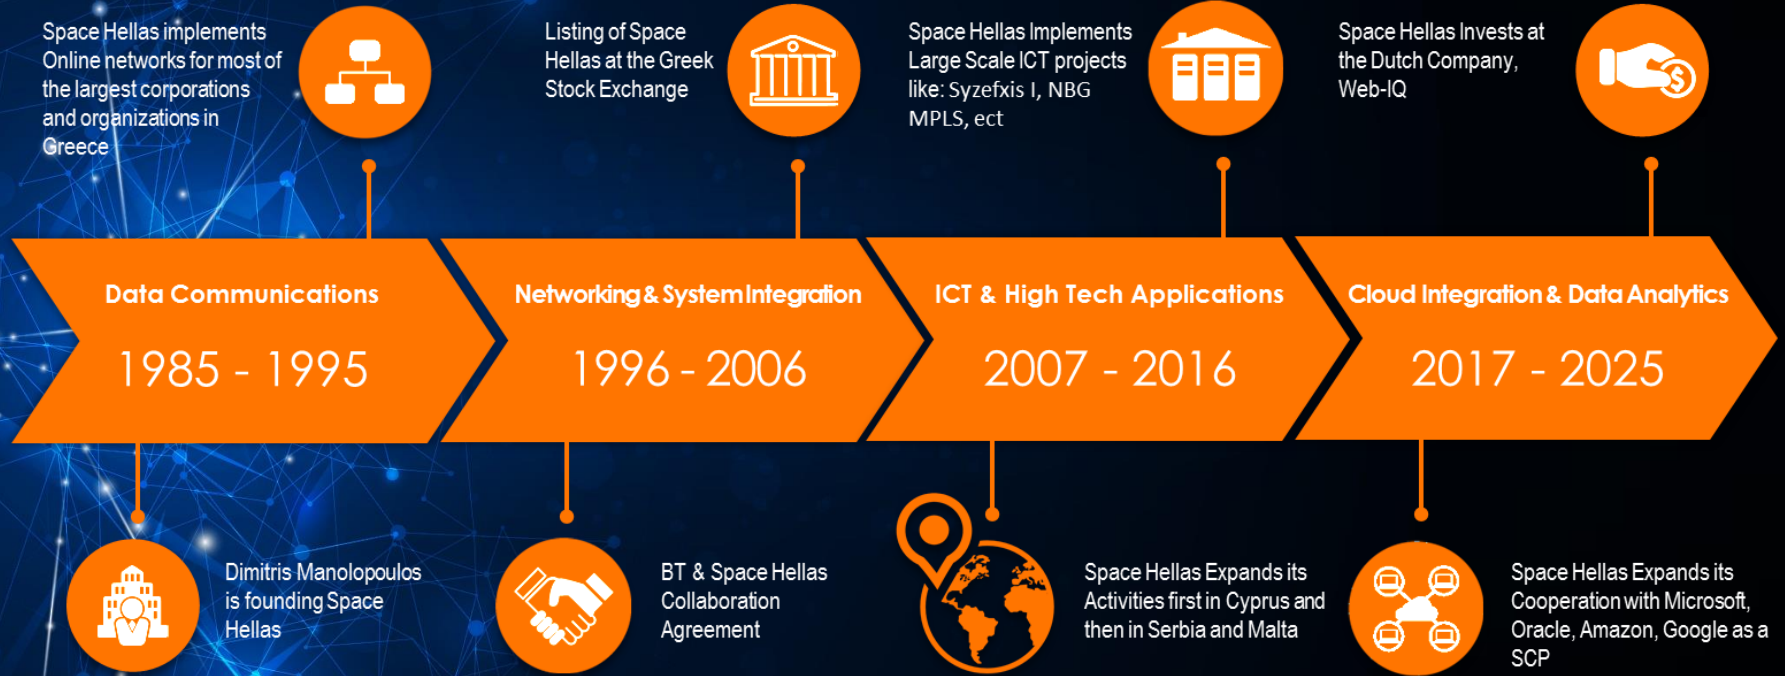 Space Hellas implements
Online networks for most of
the largest corporations
and organizations in
Greece
Listing of Space
Hellas at the Greek
Stock Exchange
Space Hellas Implements
Large Scale ICT projects
like: Syzefxis I, NBG
MPLS, ect
Space Hellas Invests at
the Dutch Company,
Web-IQ
Data Communications
1985 - 1995
Networking & System Integration
1996 - 2006
ICT & High Tech Applications
2007 - 2016
Cloud Integration & Data Analytics
2017 - 2025
Dimitris Manolopoulos
is founding Space
Hellas
BT & Space Hellas
Collaboration
Agreement
Space Hellas Expands its
Activities first in Cyprus and
then in Serbia and Malta
Space Hellas Expands its
Cooperation with Microsoft,
Oracle, Amazon, Google as a
SCP